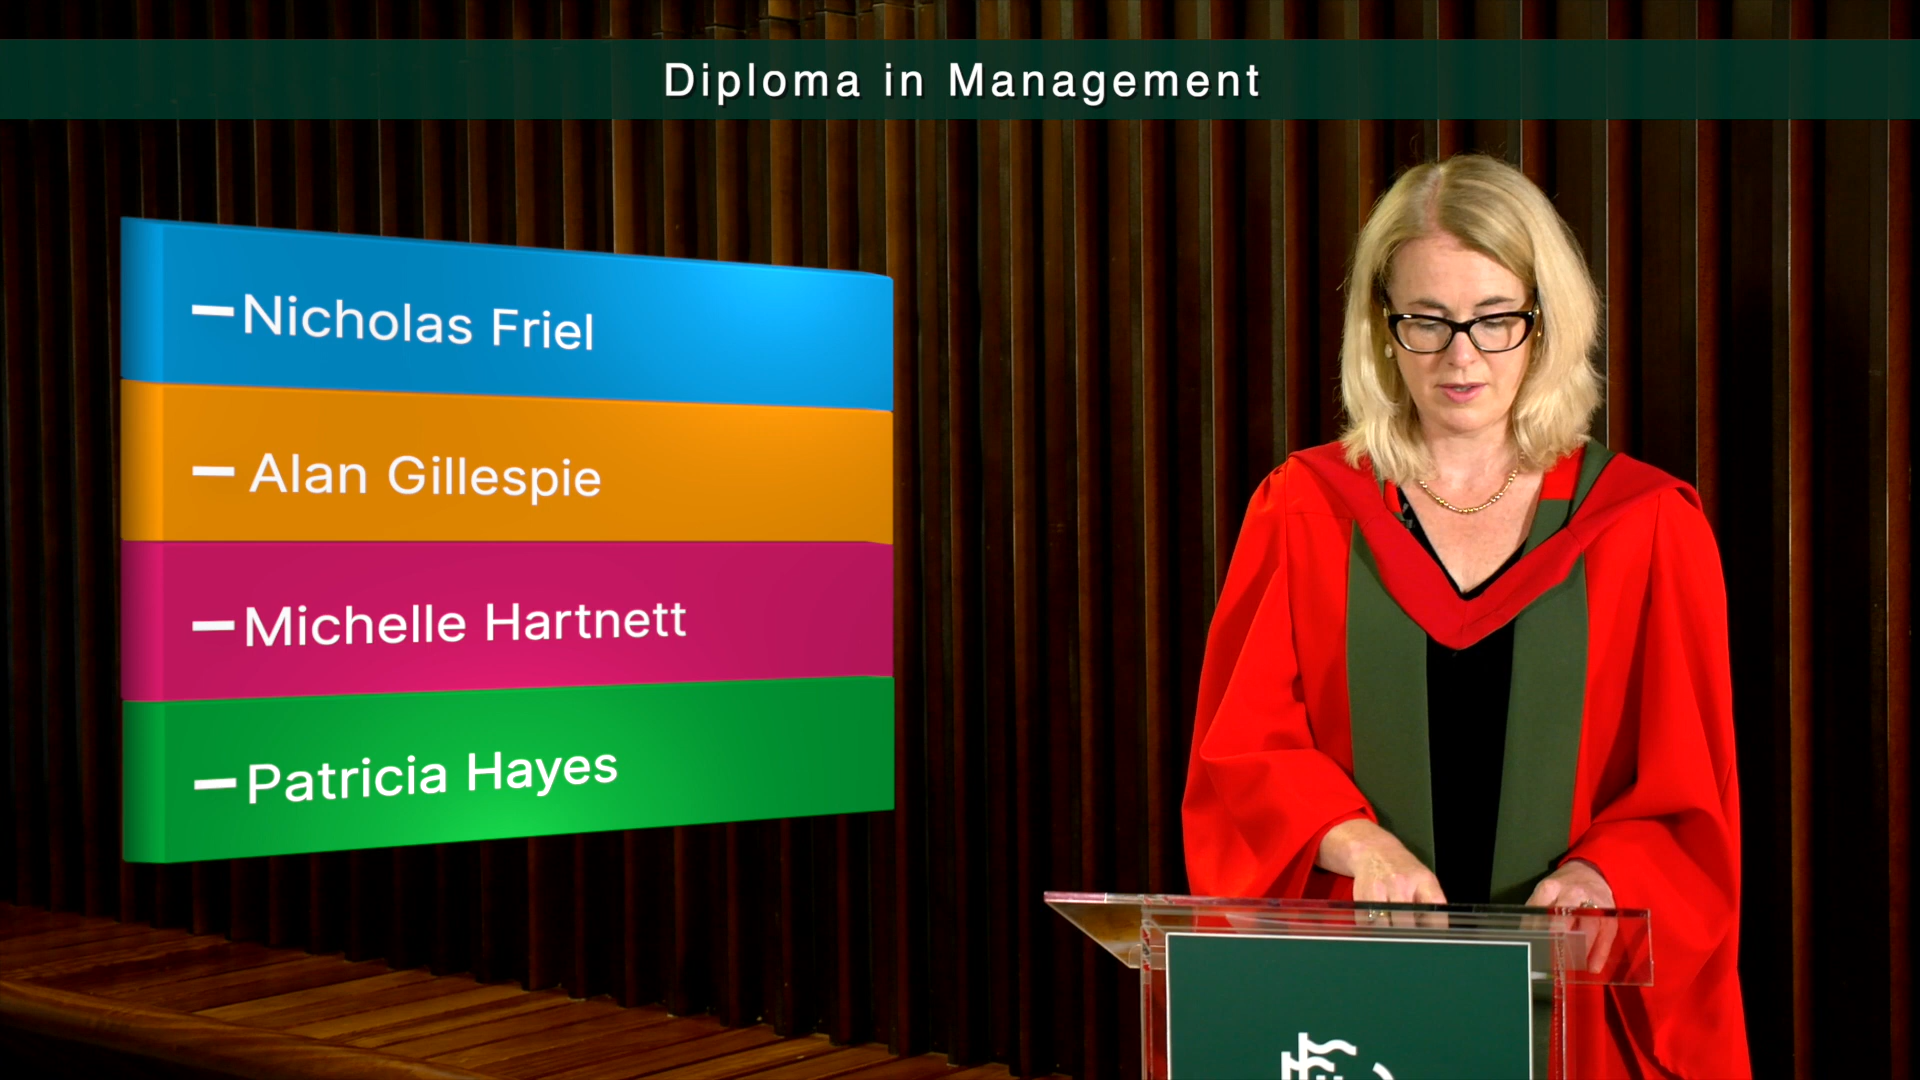 Diploma in Management
Nicholas Friel
Alan Gillespie
Michelle Hartnett
Patricia Hayes